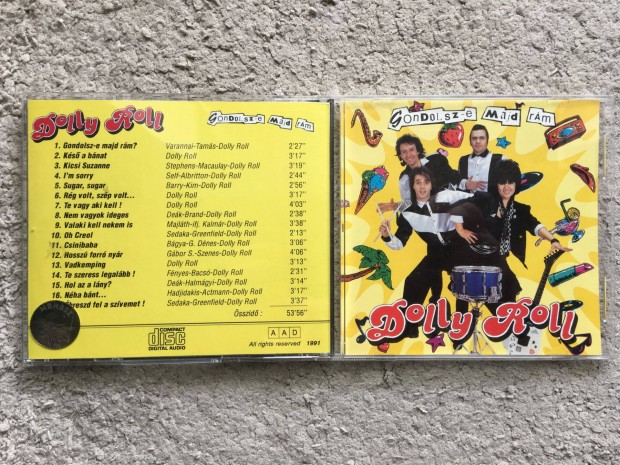 Dolly Roll
GONDOLSZ-E MAJD RÁM
1. Gondolsz-e majd rám? Varannai-Tamás-Dolly Roll 2'27"
2. Késő a bánat Dolly Roll 3'17"
3. Kicsi Suzanne Stephens-Macaulay-Dolly Roll 3'19"
4. I'm sorry Self-Albritton-Dolly Roll 2'44"
5. Sugar, sugar Barry-Kim-Dolly Roll 2'56"
6. Rég volt, szép volt... Dolly Roll 3'17"
7. Te vagy aki kell ! Dolly Roll 4'03"
8. Nem vagyok ideges Deák-Brand-Dolly Roll 2'38"
9. Valaki kell nekem is Majláth-Ilj. Kalmár-Dolly Roll 2'38"
10. Oh Creol Sedaka-Greenfield-Dolly Roll 2'13"
11. Csinibaba Bágya-G. Dénes-Dolly Roll 3'06"
12. Hosszú forró nyár Gábor S.-Szenes-Dolly Roll 4'06"
13. Vadkemping Dolly Roll 3'13"
14. Te szeress legalább ! Fényes-Bacsó-Dolly Roll 2'31"
15. Hol az a lány? Deák-Halmágyi-Dolly Roll 3'14"
16. Néha bánt... Hadjidakis-Actmann-Dolly Roll 3'17"
breszd fel a szívemet ! Sedaka-Greenfield-Dolly Roll 3'37"
Összidő : 53'56"
COMPACT
disc
DIGITAL AUDIO
A A D
All rights reserved 1991
GONDOLSZ-E MAJD RÁM
Dolly Roll